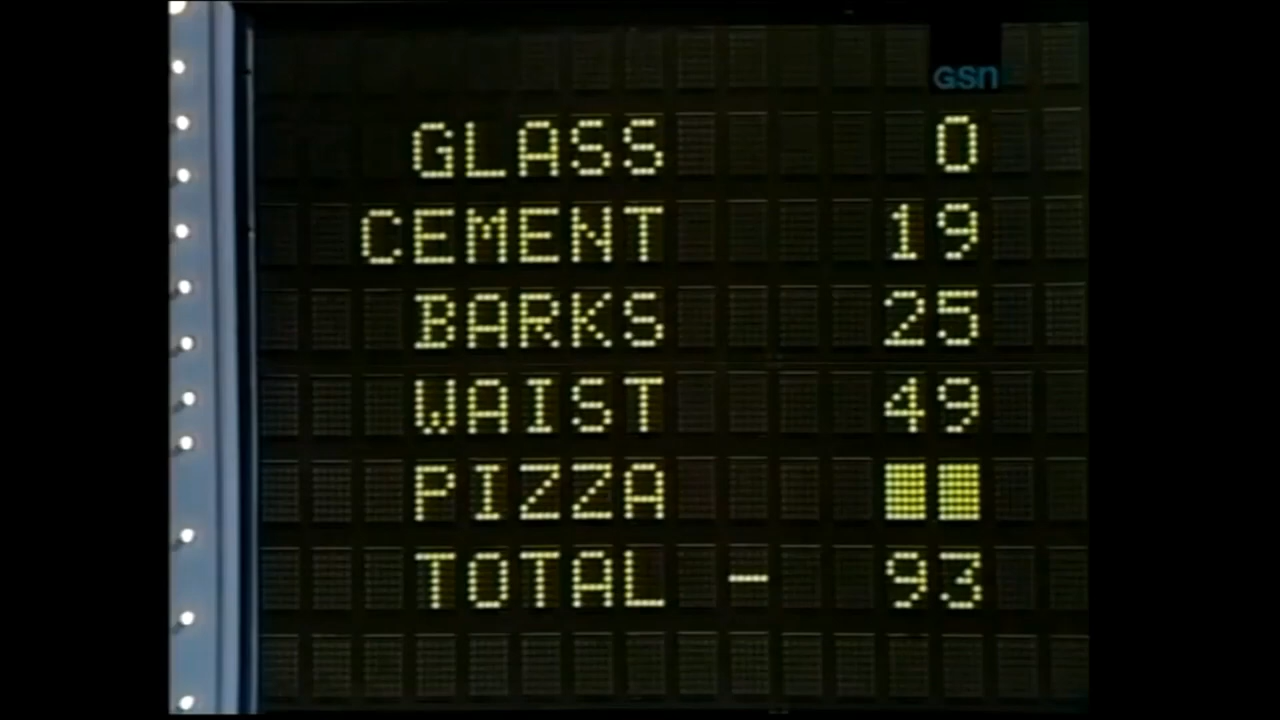 GSN
GLASS 0
CEMENT 19
BARKS 25
WAIST 49
PIZZA
TOTAL - 93